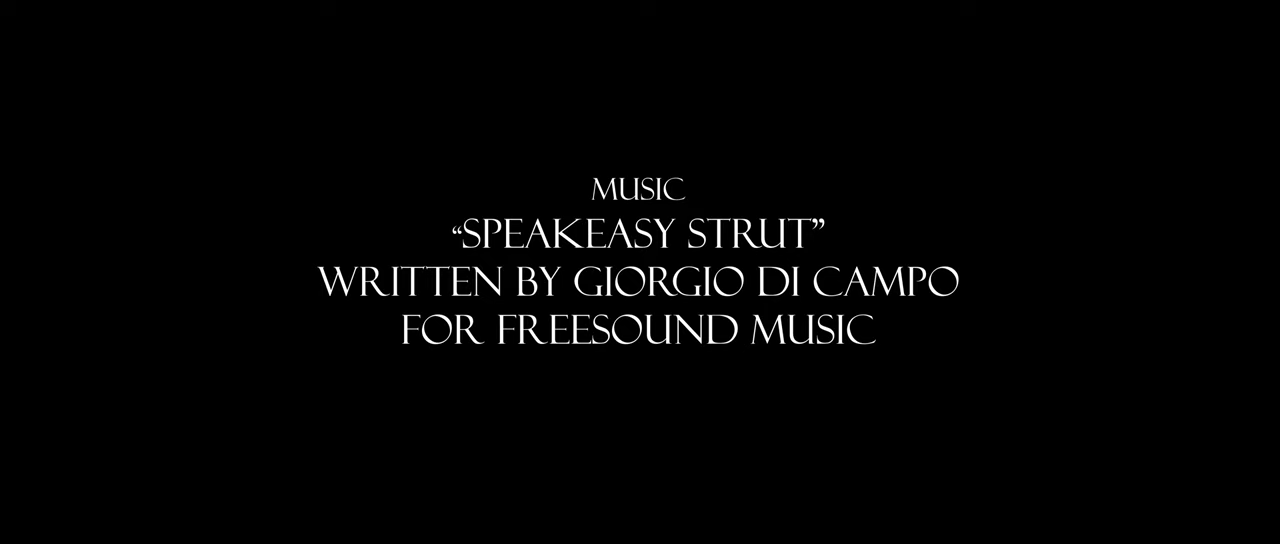 MUSIC
“SPEAKEASY STRUT”
WRITTEN BY GIORGIO DI CAMPO
FOR FREESOUND MUSIC